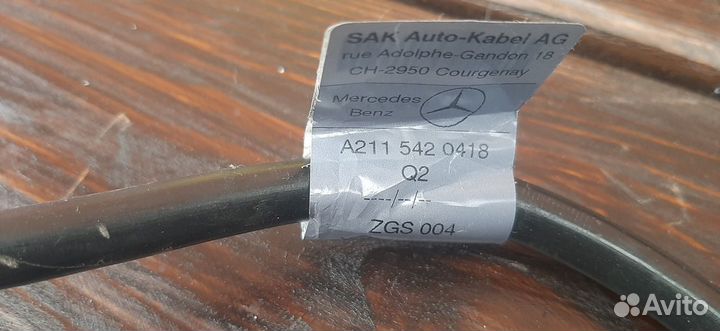 SAK Auto-Kabel AG
rue Adolphe-Gandon 18
CH-2950 Courgenay
Mercedes
Benz
A211 542 0418
Q2
----/--/--
ZGS 004
Avito